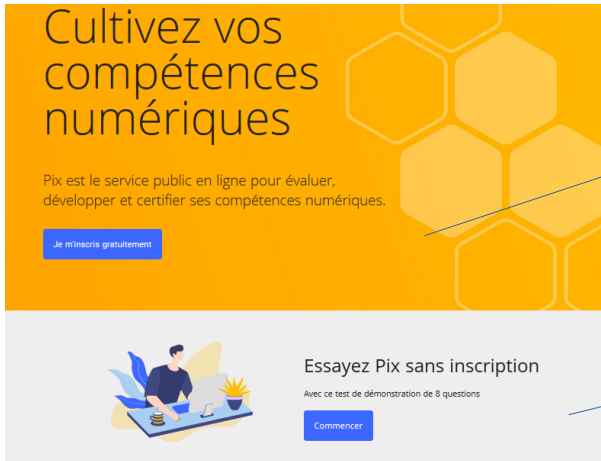 Cultivez vos
compétences
numériques
Pix est le service public en ligne pour évaluer,
développer et certifier ses compétences numériques.
Je m'inscris gratuitement
Essayez Pix sans inscription
Avec ce test de démonstration de 8 questions
Commencer